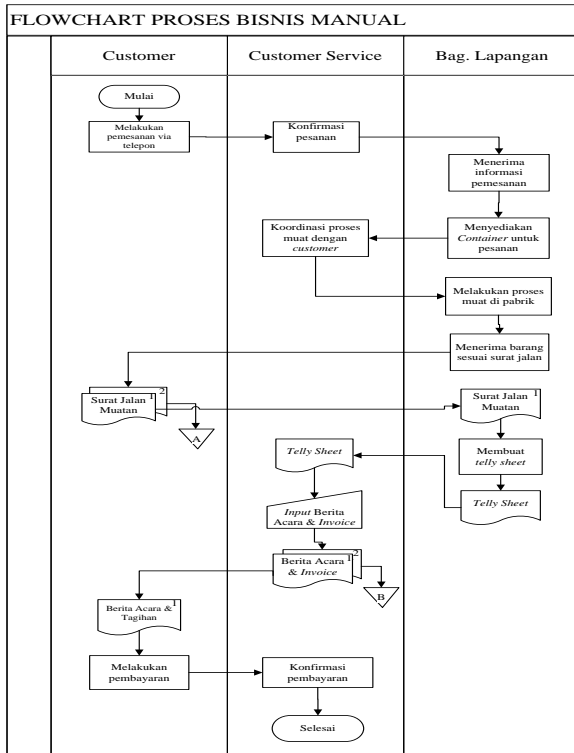 FLOWCHART PROSES BISNIS MANUAL
Customer
Customer Service
Bag. Lapangan
Mulai
Melakukan
pemesanan via
telepon
Konfirmasi
pesanan
Menerima
informasi
pemesanan
Menyediakan
Container untuk
pesanan
Koordinasi proses
muat dengan
customer
Melakukan proses
muat di pabrik
Menerima barang
sesuai surat jalan
2
Surat Jalan 1
Muatan
A
Surat Jalan 1
Muatan
Membuat
telly sheet
Telly Sheet
Telly Sheet
Input Berita
Acara & Invoice
2
Berita Acara 1
& Invoice
B
1
Berita Acara &
Tagihan
Melakukan
pembayaran
Konfirmasi
pembayaran
Selesai